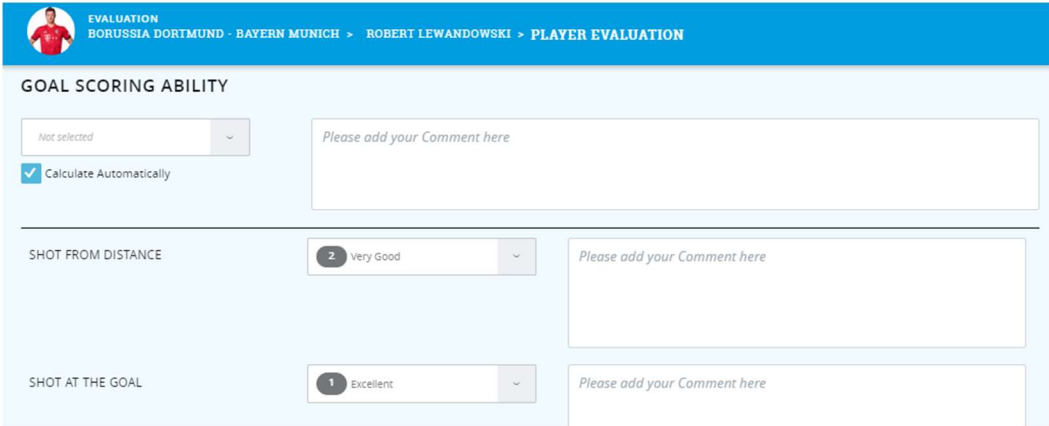 EVALUATION
BORUSSIA DORTMUND - BAYERN MUNICH > ROBERT LEWANDOWSKI > PLAYER EVALUATION
GOAL SCORING ABILITY
Not selected
Please add your Comment here
Calculate Automatically
SHOT FROM DISTANCE
2 Very Good
Please add your Comment here
SHOT AT THE GOAL
1 Excellent
Please add your Comment here